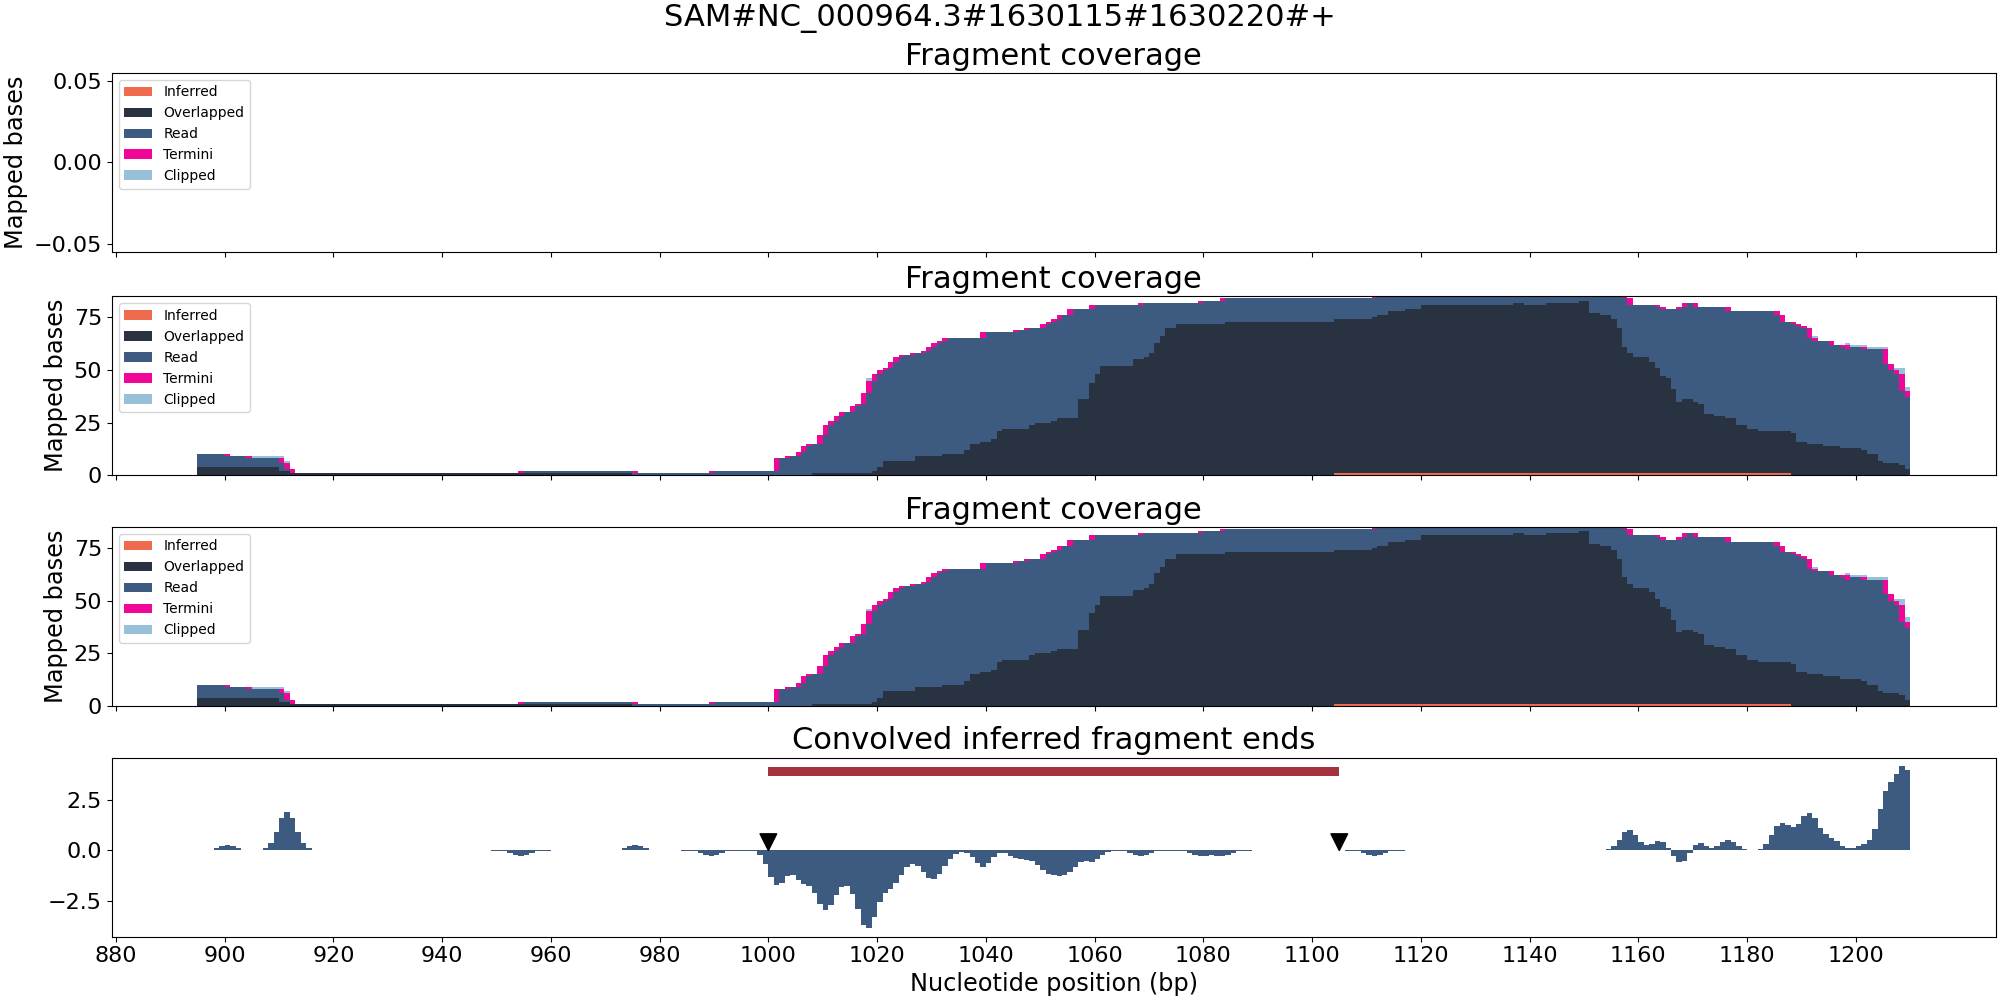 SAM#NC_000964.3#1630115#1630220#+
Fragment coverage
Mapped bases
0.05
0.00
−0.05
Inferred
Overlapped
Read
Termini
Clipped
Fragment coverage
Mapped bases
75
50
25
0
Inferred
Overlapped
Read
Termini
Clipped
Fragment coverage
Mapped bases
75
50
25
0
Inferred
Overlapped
Read
Termini
Clipped
Convolved inferred fragment ends
2.5
0.0
−2.5
880 900 920 940 960 980 1000 1020 1040 1060 1080 1100 1120 1140 1160 1180 1200
Nucleotide position (bp)